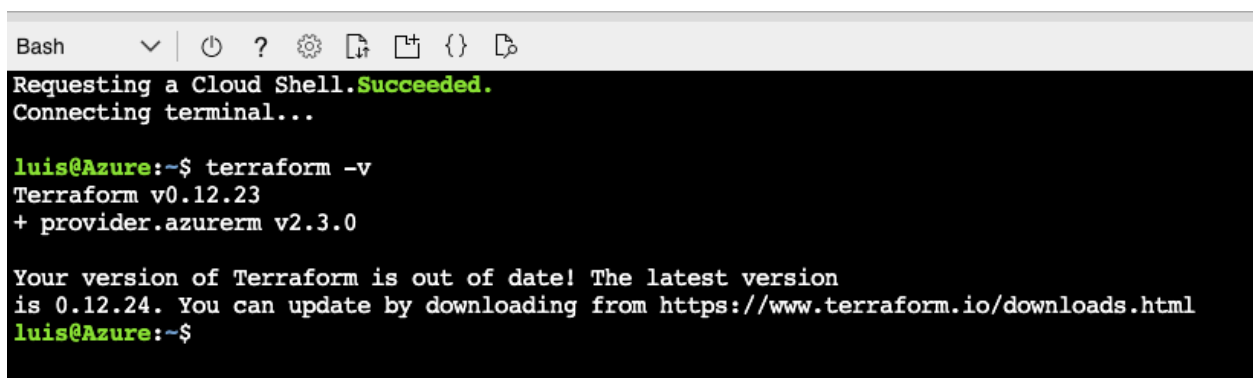 Bash
Requesting a Cloud Shell.Succeeded.
Connecting terminal...
luis@Azure:~$ terraform -v
Terraform v0.12.23
+ provider.azurerm v2.3.0
Your version of Terraform is out of date! The latest version
is 0.12.24. You can update by downloading from https://www.terraform.io/downloads.html
luis@Azure:~$